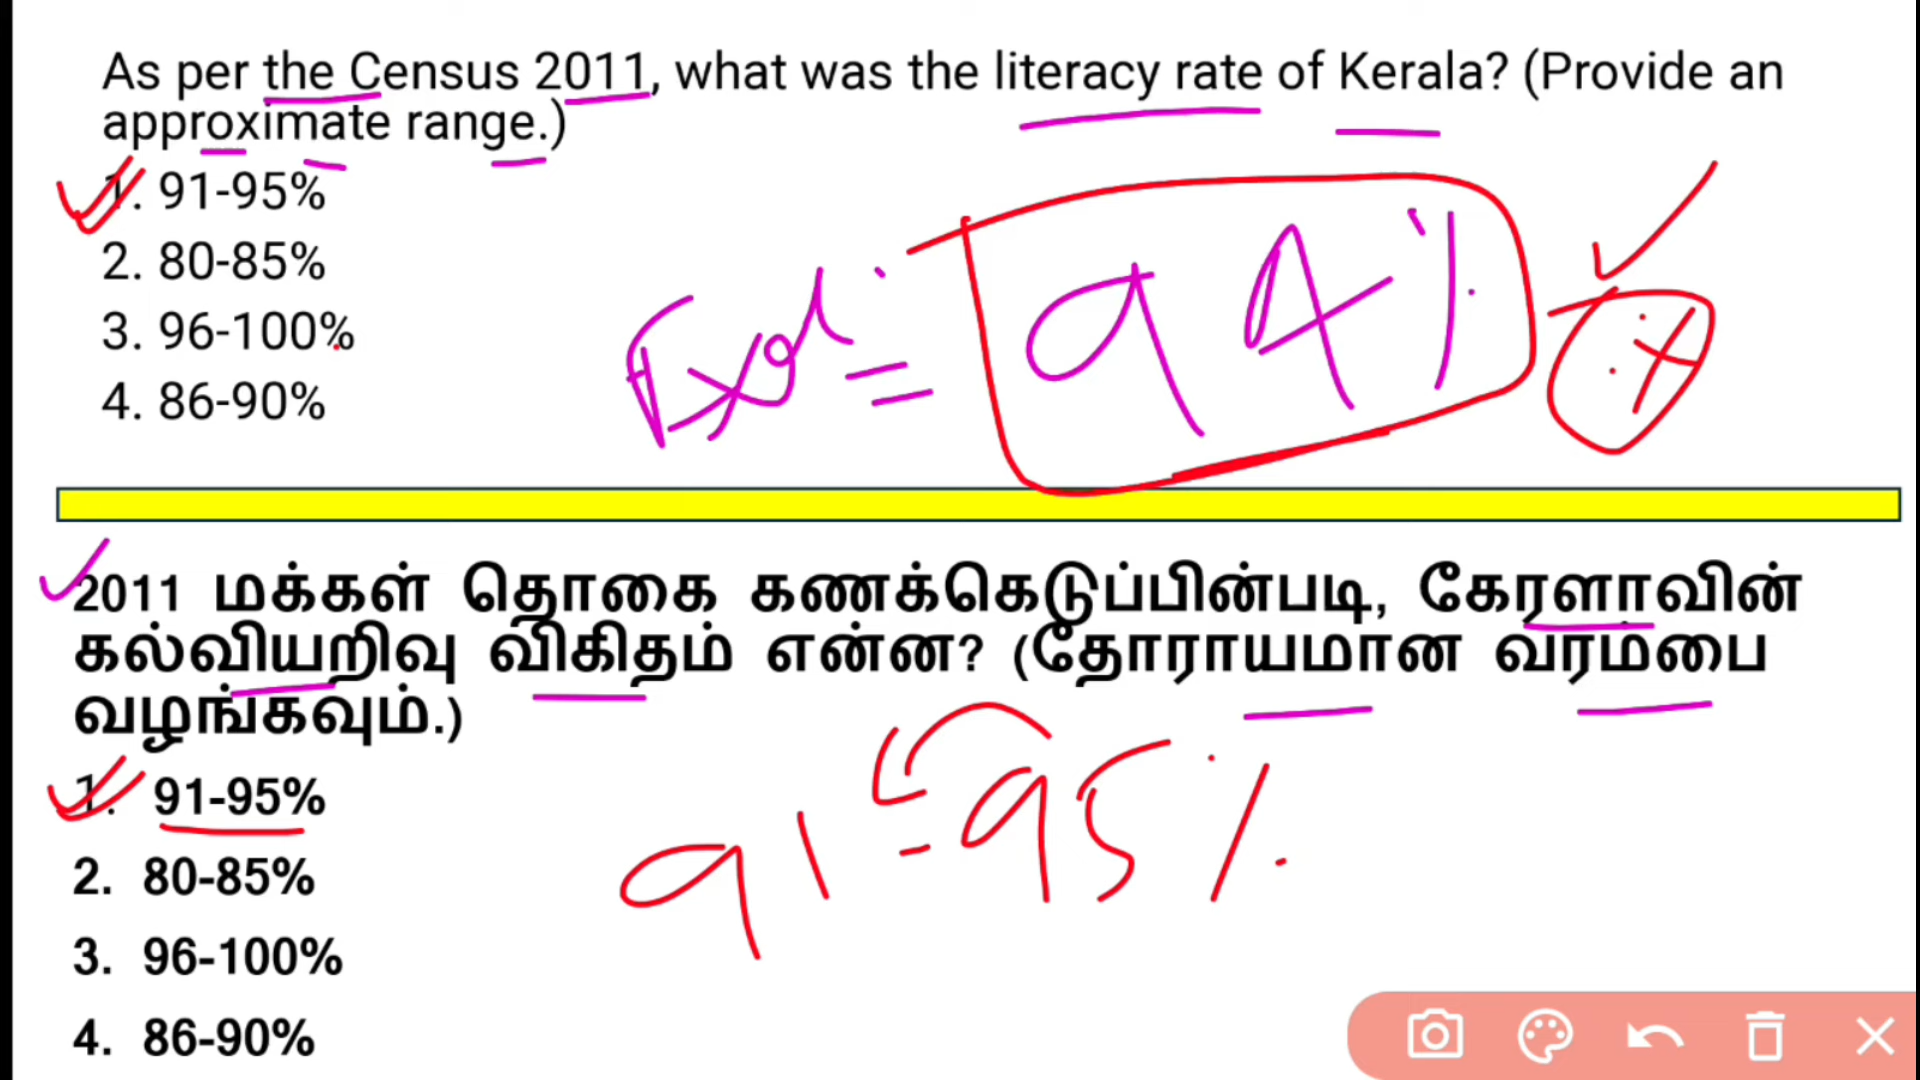 As per the Census 2011, what was the literacy rate of Kerala? (Provide an
approximate range.)
1. 91-95%
2. 80-85%
3. 96-100%
4. 86-90%
94%
2011 மக்கள் தொகை கணக்கெடுப்பின்படி, கேரளாவின்
கல்வியறிவு விகிதம் என்ன? (தோராயமான வரம்பை
வழங்கவும்.)
1. 91-95%
91-95%
2. 80-85%
3. 96-100%
4. 86-90%